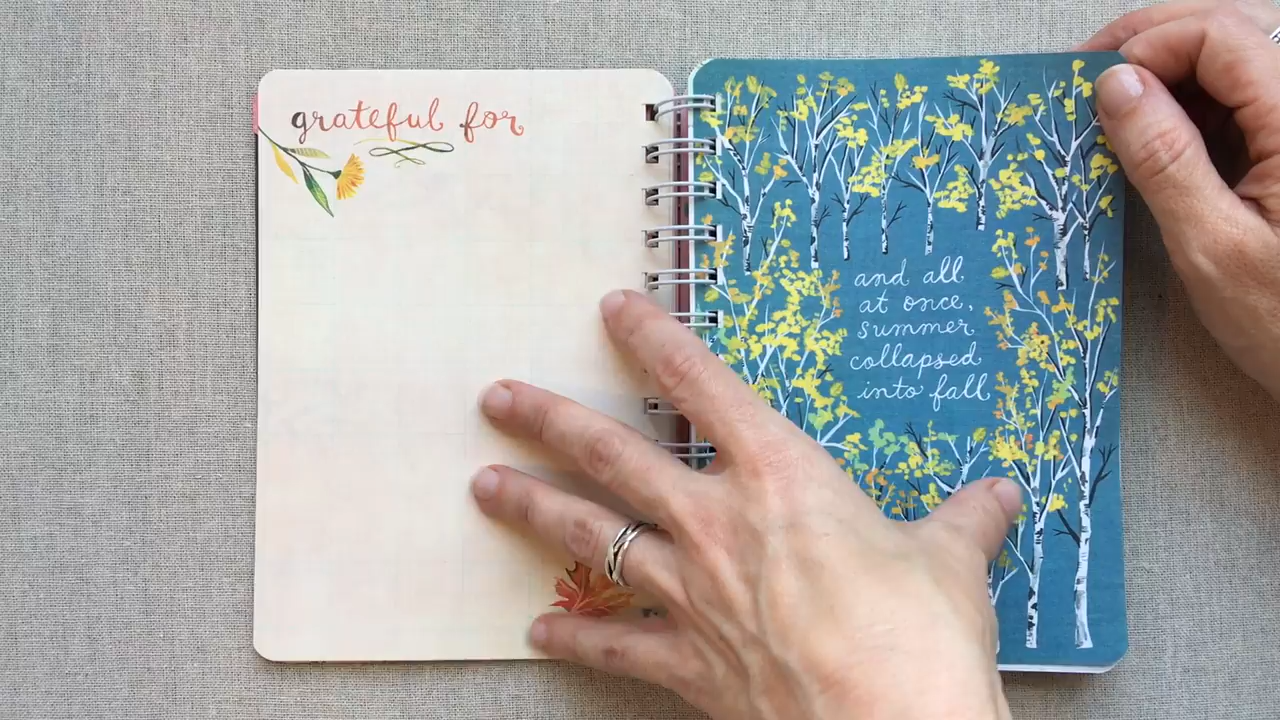 grateful for
and all
at once,
summer
collapsed
into fall